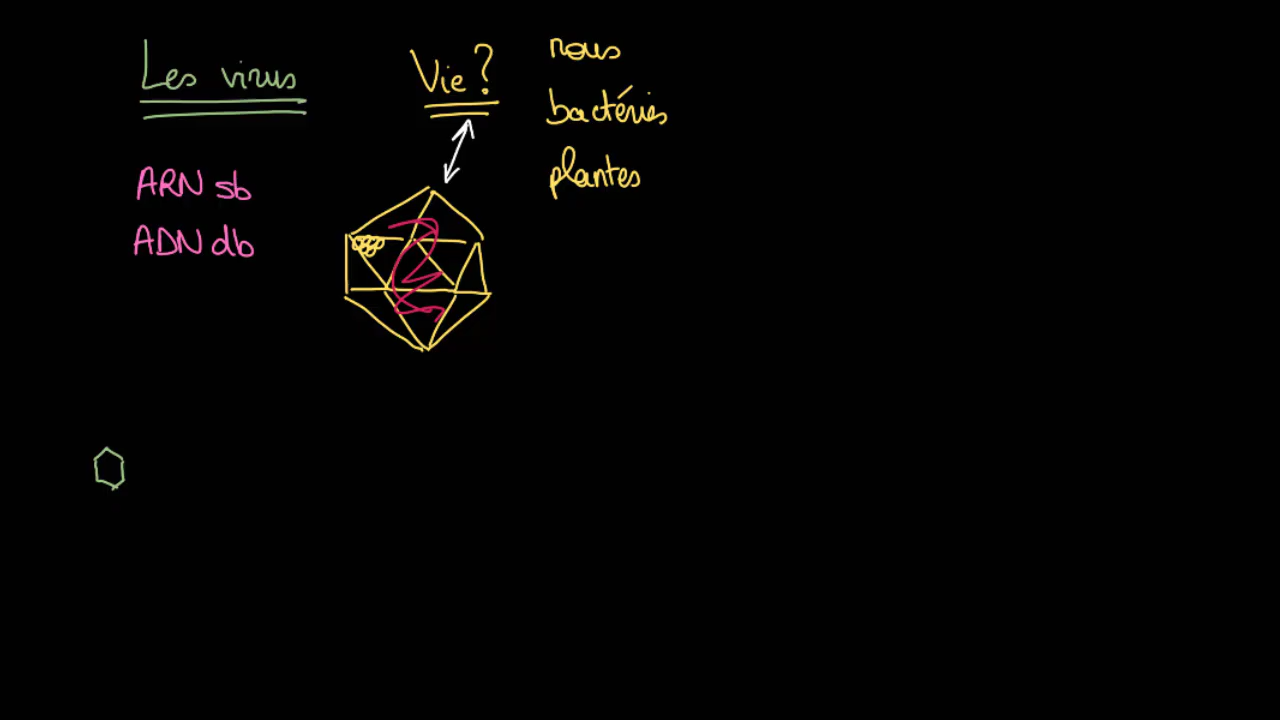 Les virus
Vie ?
nous
bactéries
plantes
ARN sb
ADN db